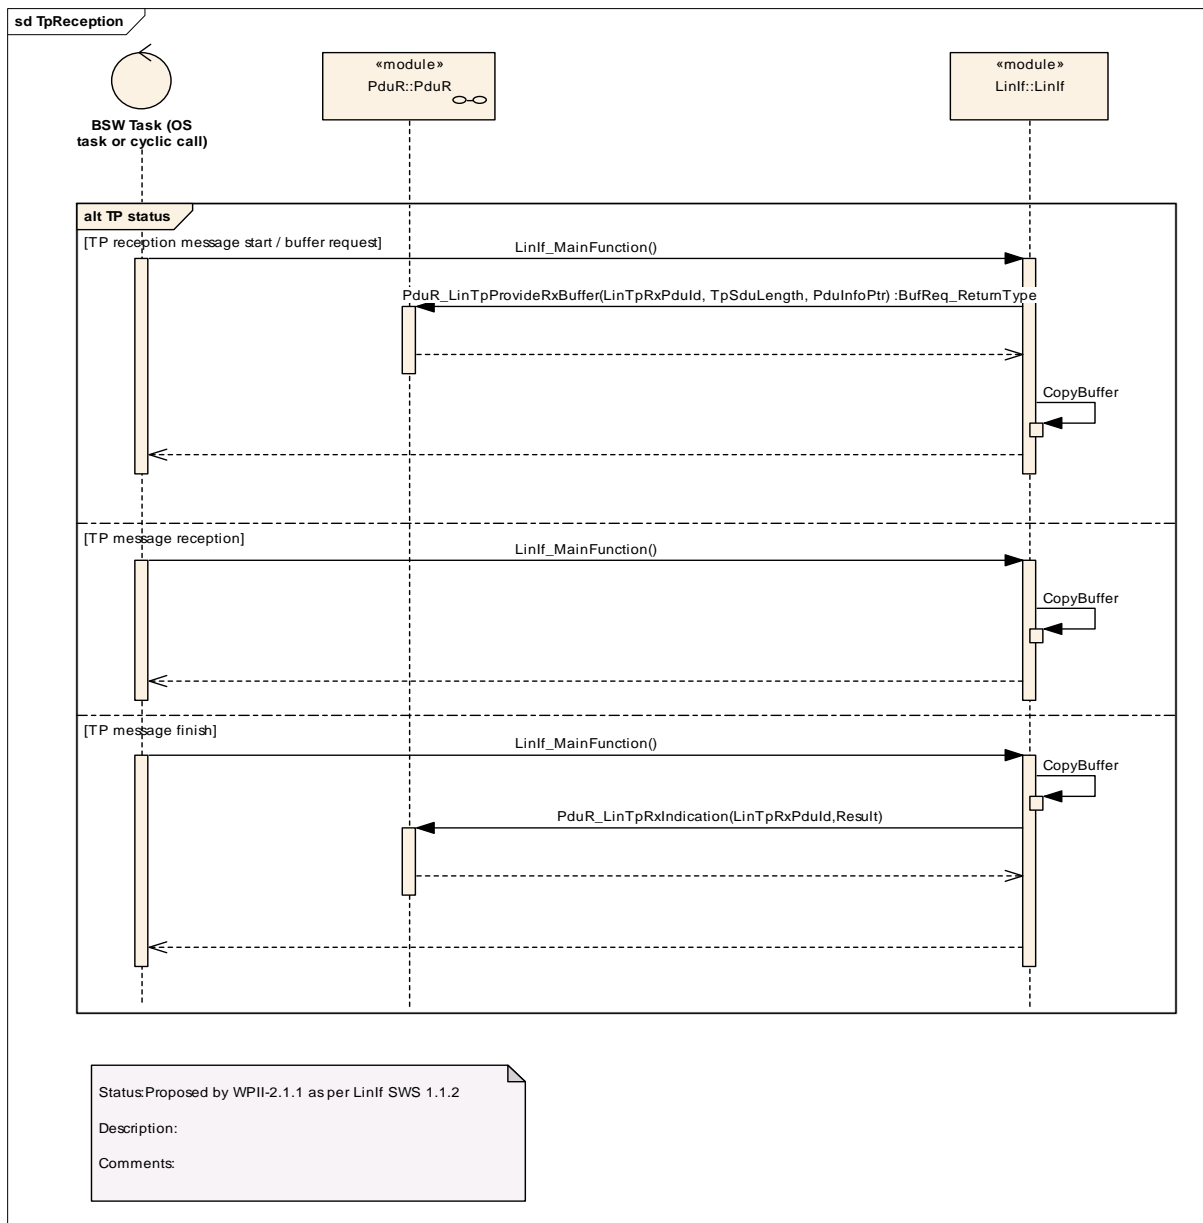 sd TpReception
BSW Task (OS
task or cyclic call)
«module»
PduR::PduR
«module»
LinIf::LinIf
alt TP status
[TP reception message start / buffer request]
LinIf_MainFunction()
PduR_LinTpProvideRxBuffer(LinTpRxPduId, TpSduLength, PduInfoPtr) :BufReq_ReturnType
CopyBuffer
[TP message reception]
LinIf_MainFunction()
CopyBuffer
[TP message finish]
LinIf_MainFunction()
CopyBuffer
PduR_LinTpRxIndication(LinTpRxPduId,Result)
Status:Proposed by WPII-2.1.1 as per LinIf SWS 1.1.2
Description:
Comments: